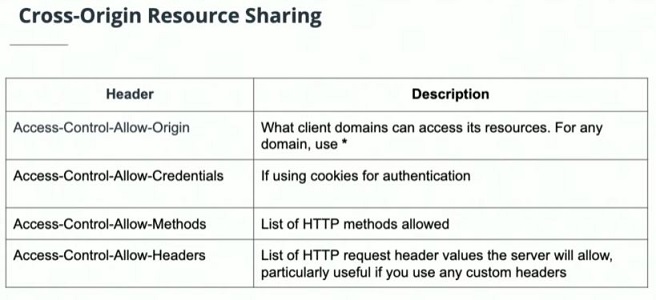 Cross-Origin Resource Sharing
Header Description
Access-Control-Allow-Origin What client domains can access its resources. For any
domain, use *
Access-Control-Allow-Credentials If using cookies for authentication
Access-Control-Allow-Methods List of HTTP methods allowed
Access-Control-Allow-Headers List of HTTP request header values the server will allow,
particularly useful if you use any custom headers